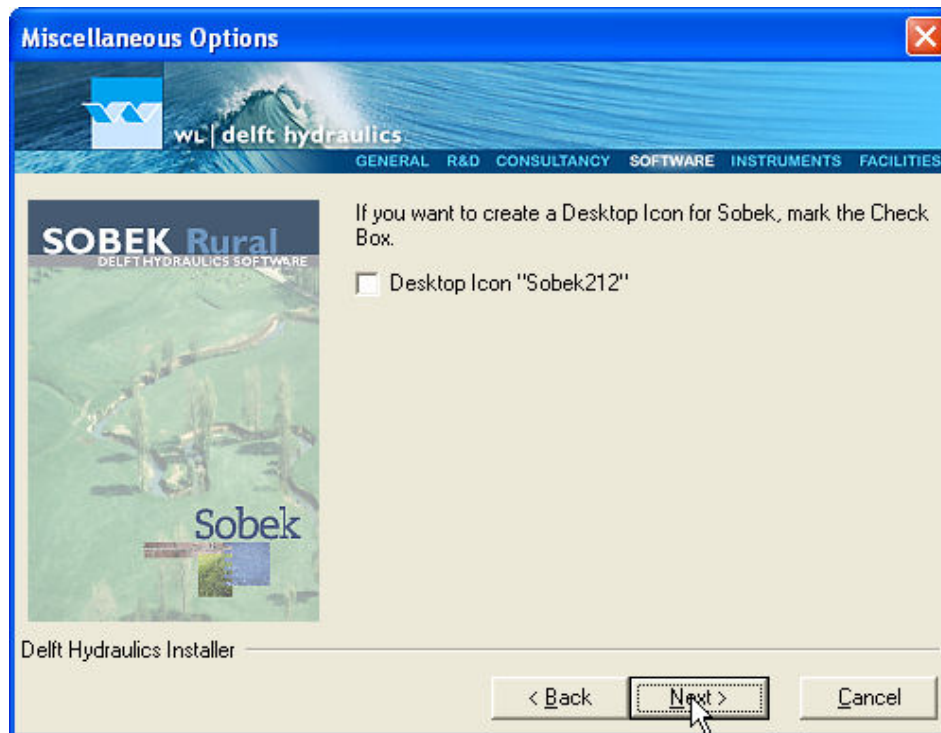 Miscellaneous Options
WL | delft hydraulics
GENERAL R&D CONSULTANCY SOFTWARE INSTRUMENTS FACILITIES
SOBEK Rural
DELFT HYDRAULICS SOFTWARE
Sobek
If you want to create a Desktop Icon for Sobek, mark the Check
Box.
Desktop Icon "Sobek212"
Delft Hydraulics Installer
< Back Next > Cancel